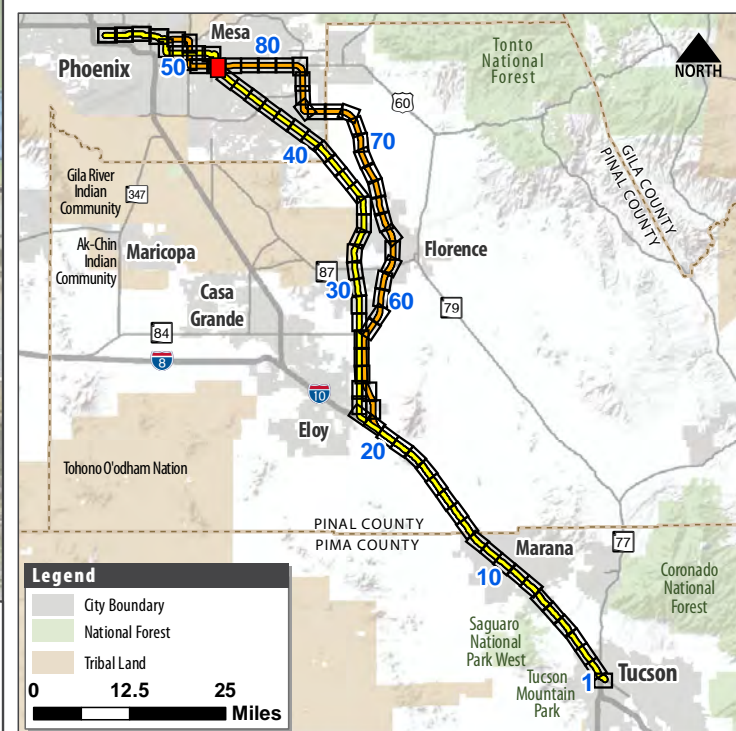 Mesa
80
Phoenix
50
Tonto
National
Forest
NORTH
60
70
40
GILA COUNTY
PINAL COUNTY
Gila River
Indian
Community
347
Ak-Chin
Indian
Community
Maricopa
Florence
87
30
60
Casa
Grande
79
84
8
10
Eloy
20
Tohono O'odham Nation
PINAL COUNTY
PIMA COUNTY
77
Marana
10
Coronado
National
Forest
Saguaro
National
Park West
Tucson
Mountain
Park
1
Tucson
Legend
City Boundary
National Forest
Tribal Land
0 12.5 25
Miles